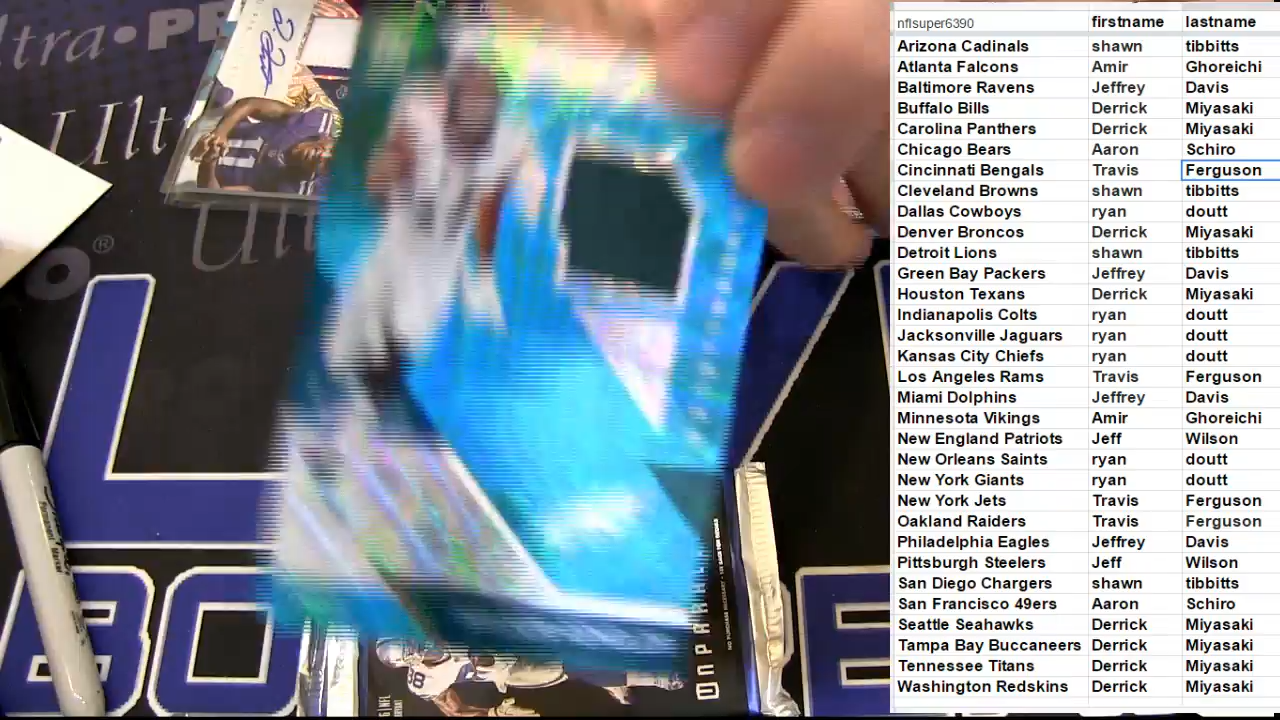 nflsuper6390 firstname lastname
Arizona Cadinals shawn tibbitts
Atlanta Falcons Amir Ghoreichi
Baltimore Ravens Jeffrey Davis
Buffalo Bills Derrick Miyasaki
Carolina Panthers Derrick Miyasaki
Chicago Bears Aaron Schiro
Cincinnati Bengals Travis Ferguson
Cleveland Browns shawn tibbitts
Dallas Cowboys ryan doutt
Denver Broncos Derrick Miyasaki
Detroit Lions shawn tibbitts
Green Bay Packers Jeffrey Davis
Houston Texans Derrick Miyasaki
Indianapolis Colts ryan doutt
Jacksonville Jaguars ryan doutt
Kansas City Chiefs ryan doutt
Los Angeles Rams Travis Ferguson
Miami Dolphins Jeffrey Davis
Minnesota Vikings Amir Ghoreichi
New England Patriots Jeff Wilson
New Orleans Saints ryan doutt
New York Giants ryan doutt
New York Jets Travis Ferguson
Oakland Raiders Travis Ferguson
Philadelphia Eagles Jeffrey Davis
Pittsburgh Steelers Jeff Wilson
San Diego Chargers shawn tibbitts
San Francisco 49ers Aaron Schiro
Seattle Seahawks Derrick Miyasaki
Tampa Bay Buccaneers Derrick Miyasaki
Tennessee Titans Derrick Miyasaki
Washington Redskins Derrick Miyasaki